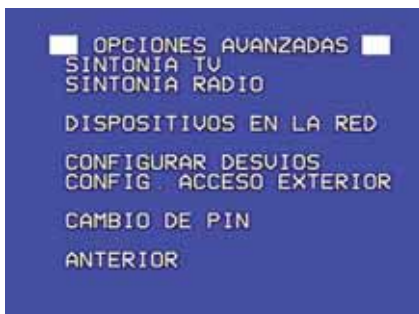 OPCIONES AVANZADAS
SINTONIA TV
SINTONIA RADIO
DISPOSITIVOS EN LA RED
CONFIGURAR DESVIOS
CONFIG. ACCESO EXTERIOR
CAMBIO DE PIN
ANTERIOR